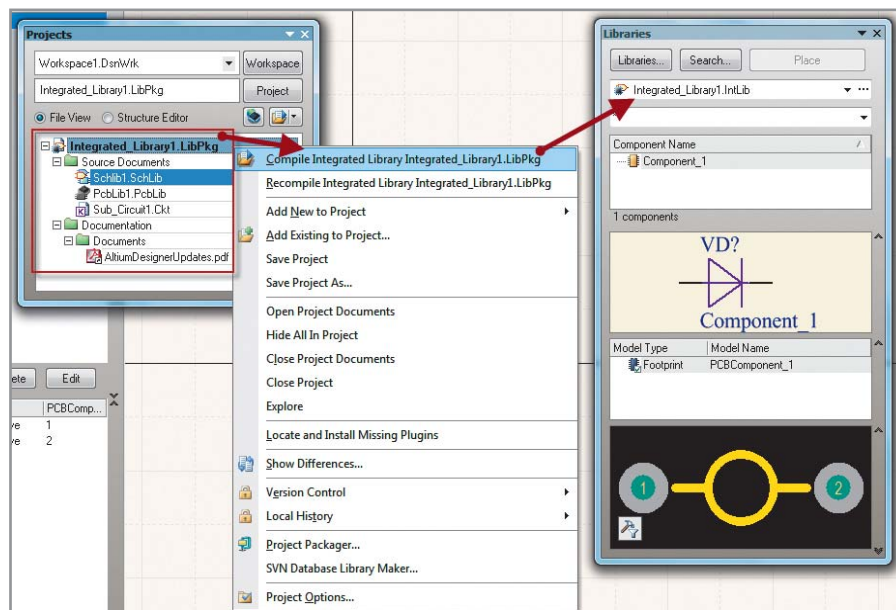 Projects
Workspace1.DsnWrk
Workspace
Integrated_Library1.LibPkg
Project
File View
Structure Editor
Integrated_Library1.LibPkg
Source Documents
Schlib1.SchLib
PcbLib1.PcbLib
Sub_Circuit1.Ckt
Documentation
Documents
AltiumDesignerUpdates.pdf
Compile Integrated Library Integrated_Library1.LibPkg
Recompile Integrated Library Integrated_Library1.LibPkg
Add New to Project
Add Existing to Project...
Save Project
Save Project As...
Open Project Documents
Hide All In Project
Close Project Documents
Close Project
Explore
Locate and Install Missing Plugins
Show Differences...
Version Control
Local History
Project Packager...
SVN Database Library Maker...
Project Options...
ete
Edit
PCBComp...
ve 1
ve 2
Libraries
Libraries...
Search...
Place
Integrated_Library1.IntLib
Component Name
Component_1
1 components
VD?
Component_1
Model Type
Model Name
Footprint
PCBComponent_1
1
2